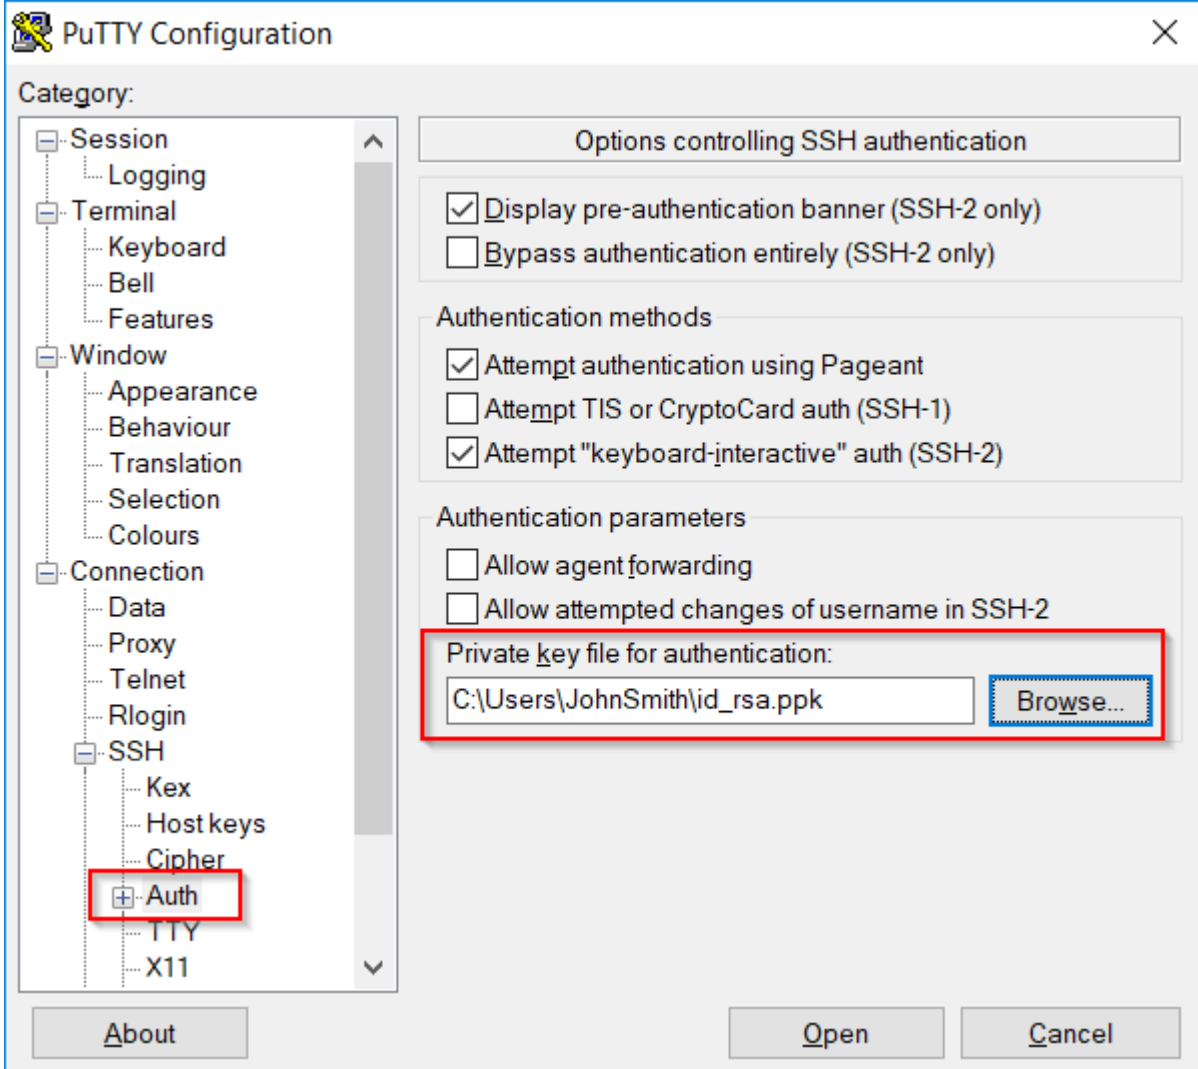 PuTTY Configuration
Category:
Session
Logging
Terminal
Keyboard
Bell
Features
Window
Appearance
Behaviour
Translation
Selection
Colours
Connection
Data
Proxy
Telnet
Rlogin
SSH
Kex
Host keys
Cipher
Auth
TTY
X11
Options controlling SSH authentication
Display pre-authentication banner (SSH-2 only)
Bypass authentication entirely (SSH-2 only)
Authentication methods
Attempt authentication using Pageant
Attempt TIS or CryptoCard auth (SSH-1)
Attempt "keyboard-interactive" auth (SSH-2)
Authentication parameters
Allow agent forwarding
Allow attempted changes of username in SSH-2
Private key file for authentication:
C:\Users\JohnSmith\id_rsa.ppk
Browse...
About
Open
Cancel